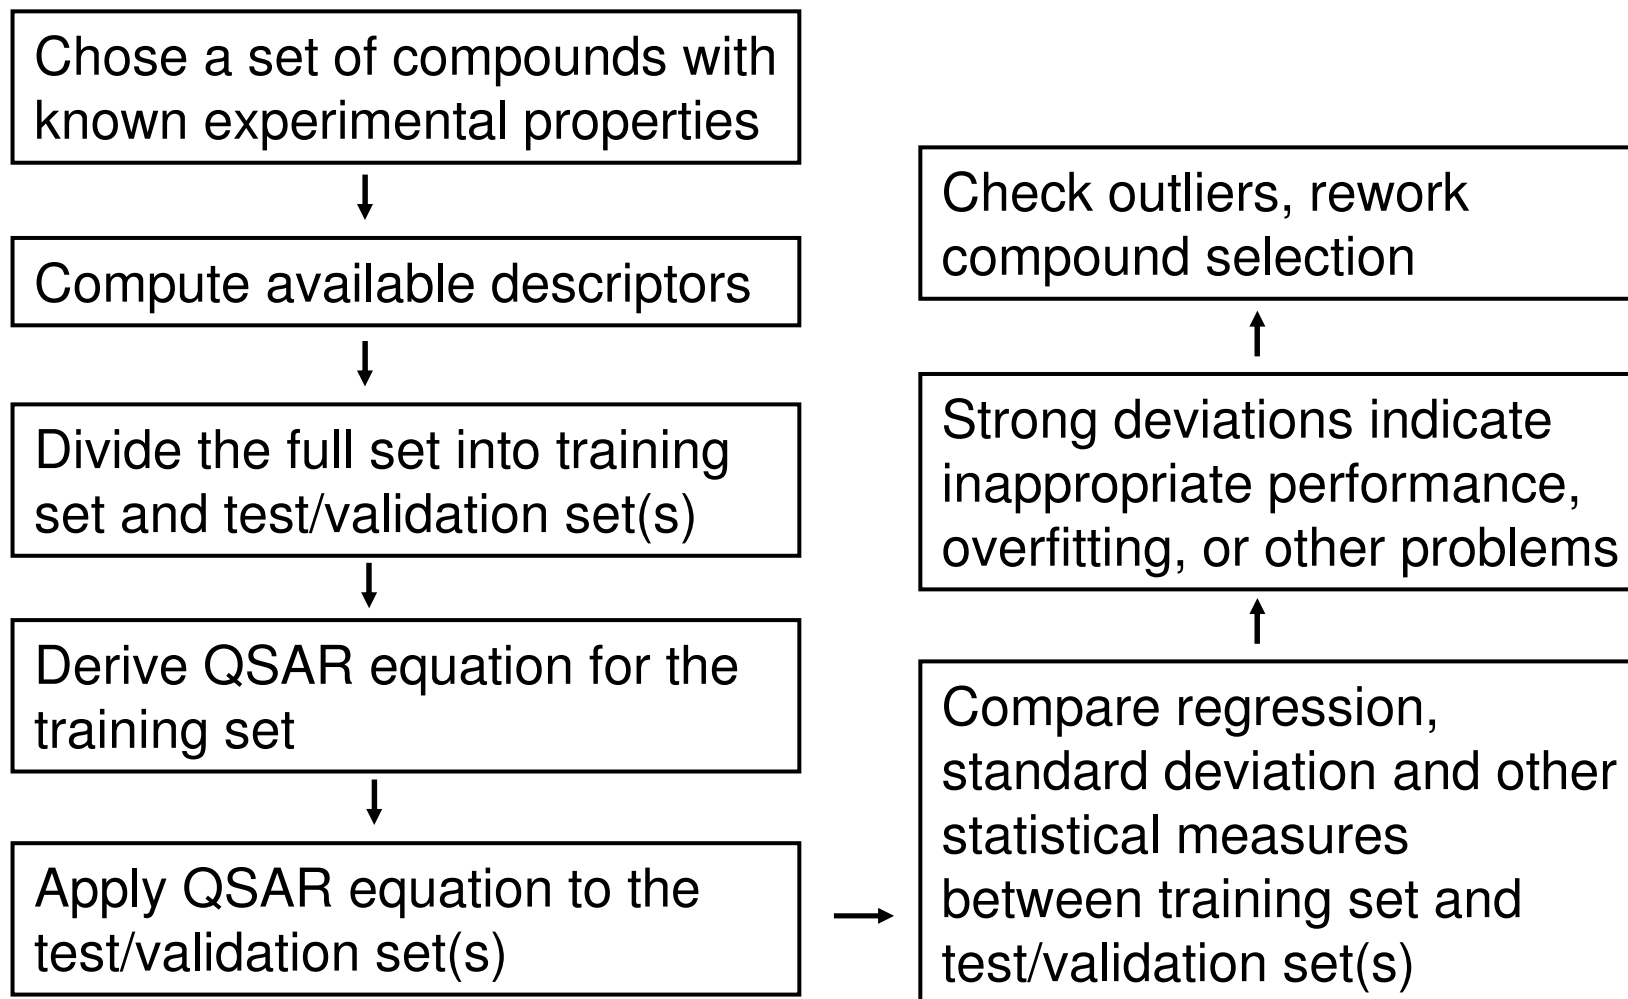 Chose a set of compounds with
known experimental properties
Compute available descriptors
Divide the full set into training
set and test/validation set(s)
Derive QSAR equation for the
training set
Apply QSAR equation to the
test/validation set(s)
Compare regression,
standard deviation and other
statistical measures
between training set and
test/validation set(s)
Strong deviations indicate
inappropriate performance,
overfitting, or other problems
Check outliers, rework
compound selection